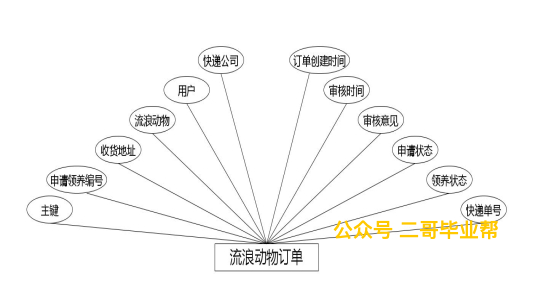 快递公司
订单创建时间
用户
审核时间
流浪动物
审核意见
收货地址
申请状态
申请领养编号
领养状态
主键
快递单号
公众号 二哥毕业帮
流浪动物订单